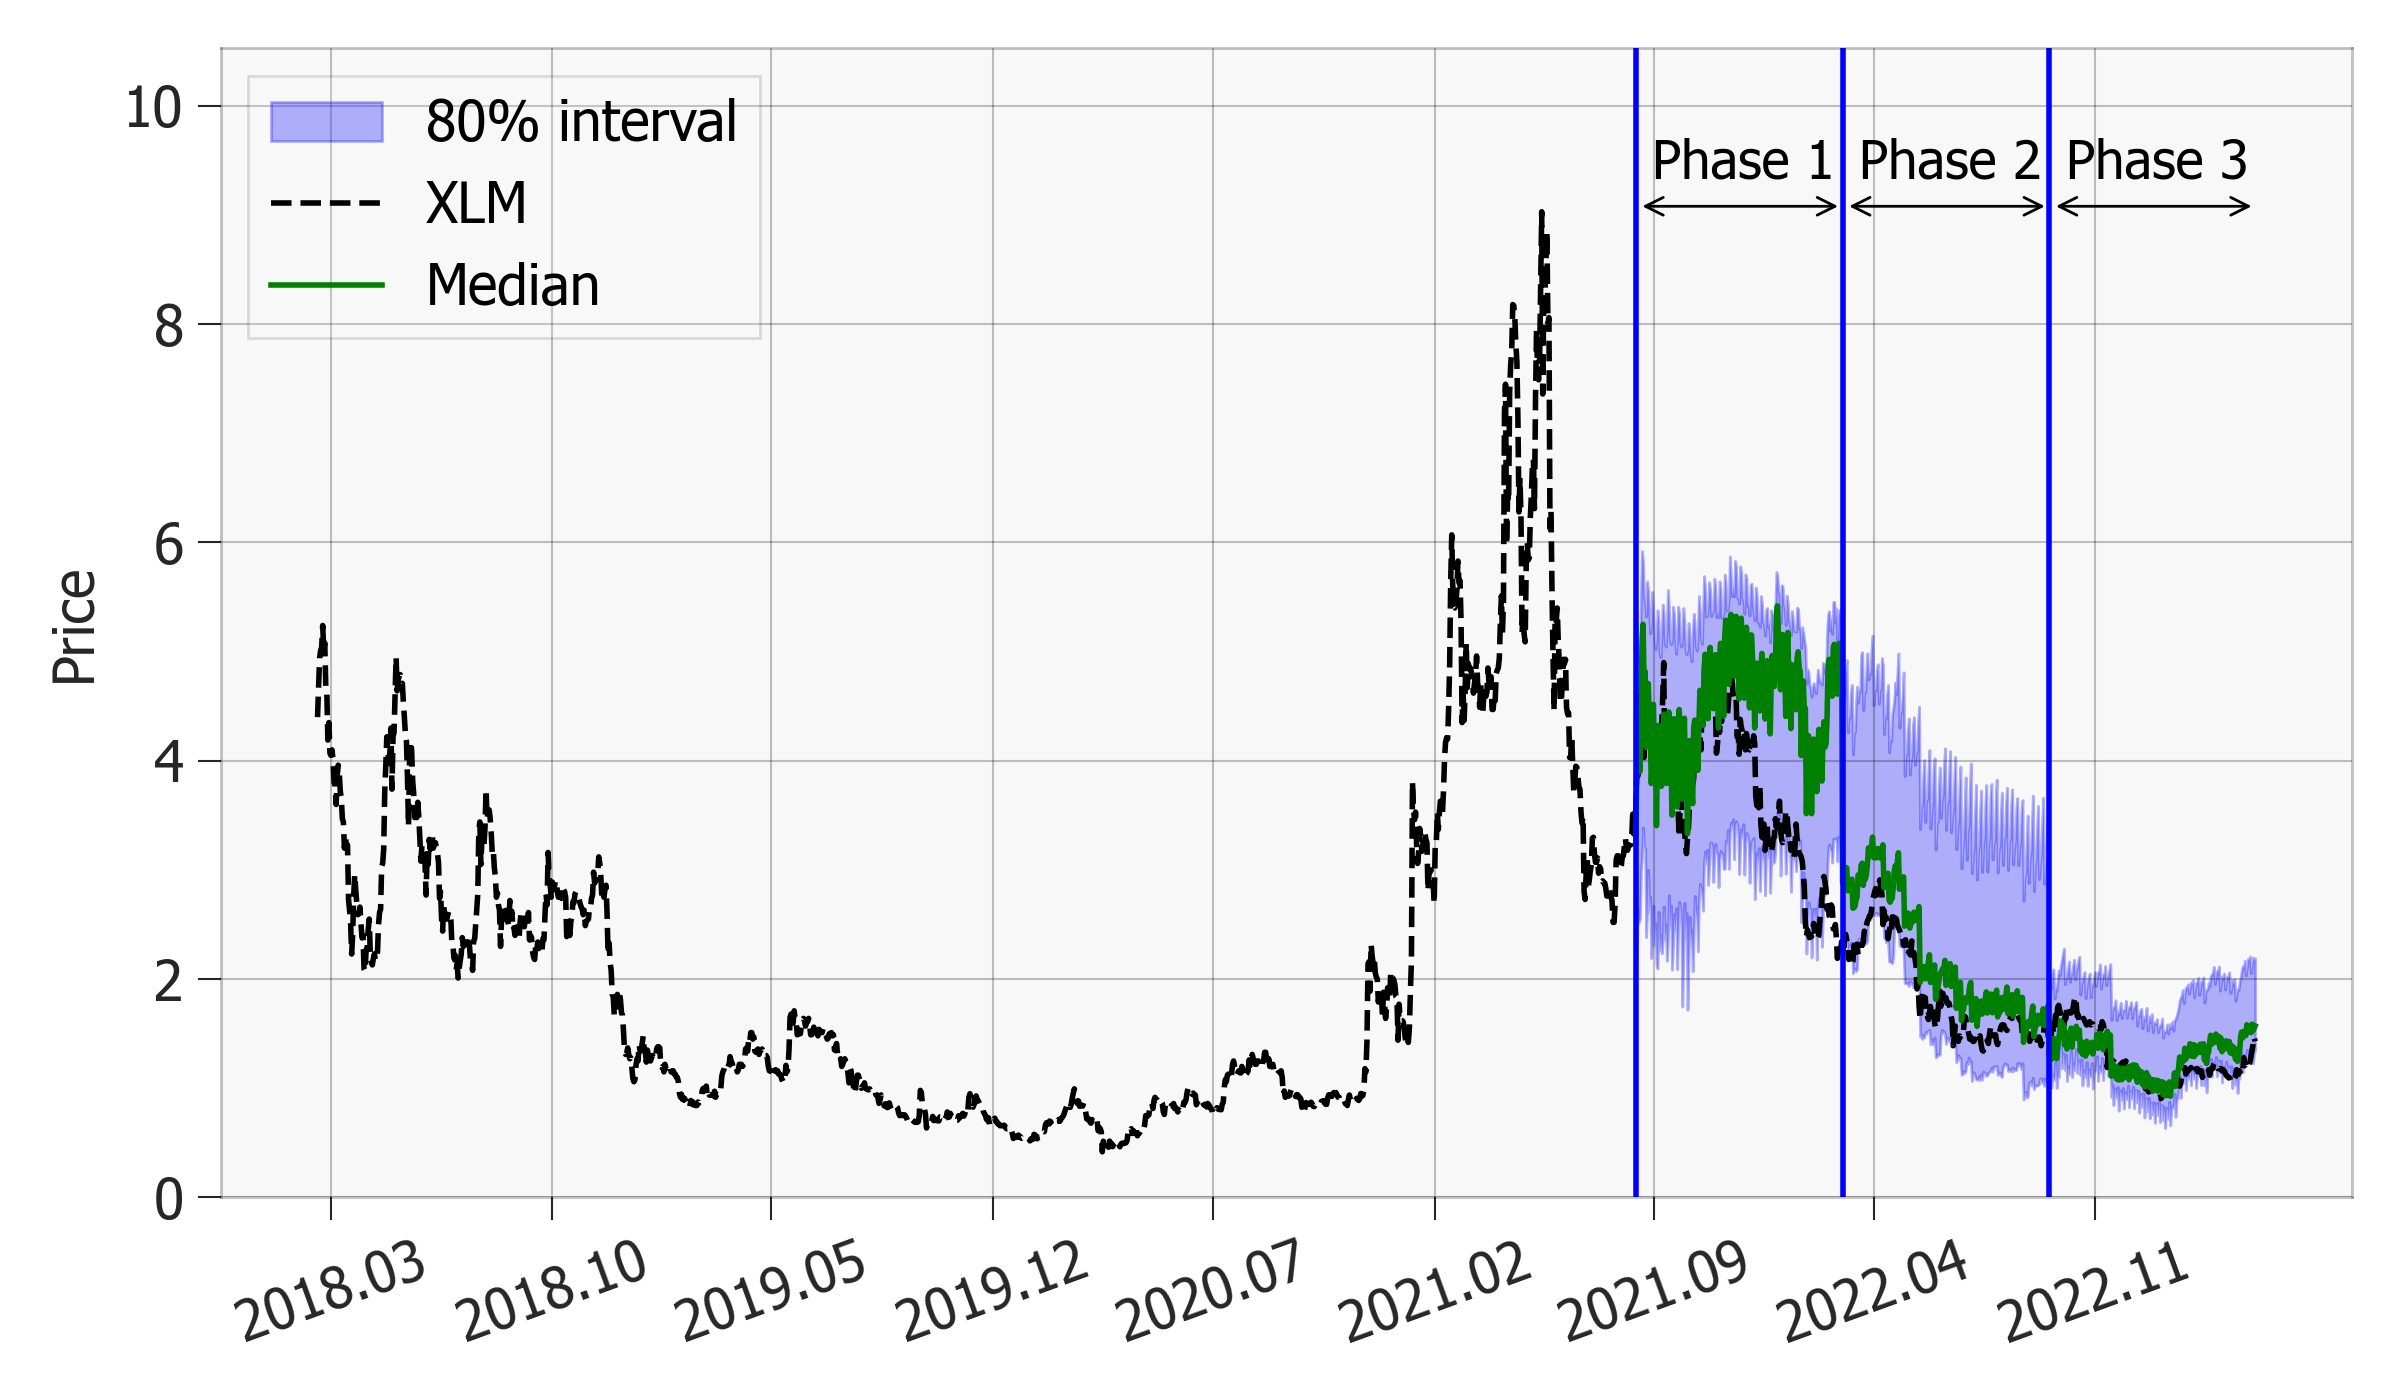 80% interval
XLM
Median
Phase 1
Phase 2
Phase 3
Price
10
8
6
4
2
0
2018.03
2018.10
2019.05
2019.12
2020.07
2021.02
2021.09
2022.04
2022.11